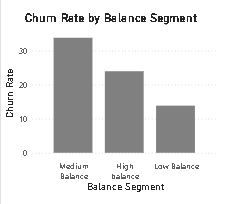 Churn Rate by Balance Segment
Churn Rate
30
20
10
0
Medium
Balance
High
balance
Low Balance
Balance Segment